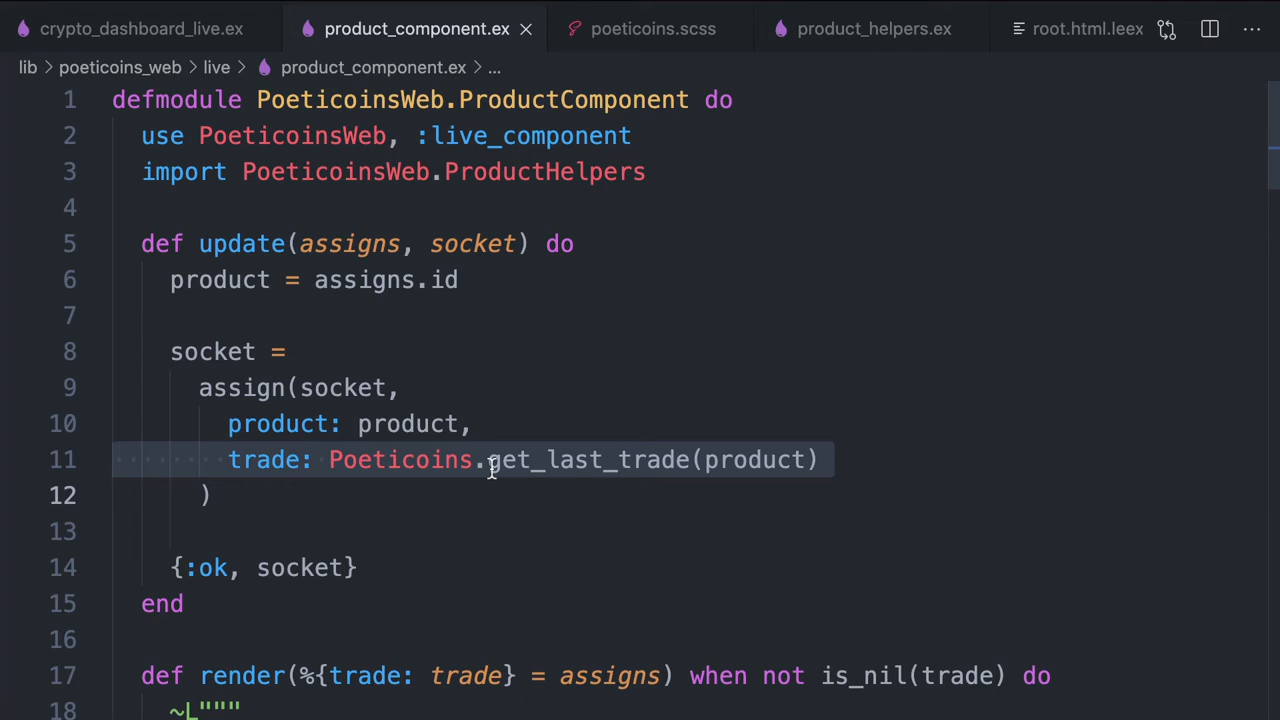 crypto_dashboard_live.ex product_component.ex poeticoins.scss product_helpers.ex root.html.leex
lib > poeticoins_web > live > product_component.ex > ...
1 defmodule PoeticoinsWeb.ProductComponent do
2 use PoeticoinsWeb, :live_component
3 import PoeticoinsWeb.ProductHelpers
4
5 def update(assigns, socket) do
6 product = assigns.id
7
8 socket =
9 assign(socket,
10 product: product,
11 trade: Poeticoins.get_last_trade(product)
12 )
13
14 {:ok, socket}
15 end
16
17 def render(%{trade: trade} = assigns) when not is_nil(trade) do
18 ~L"""